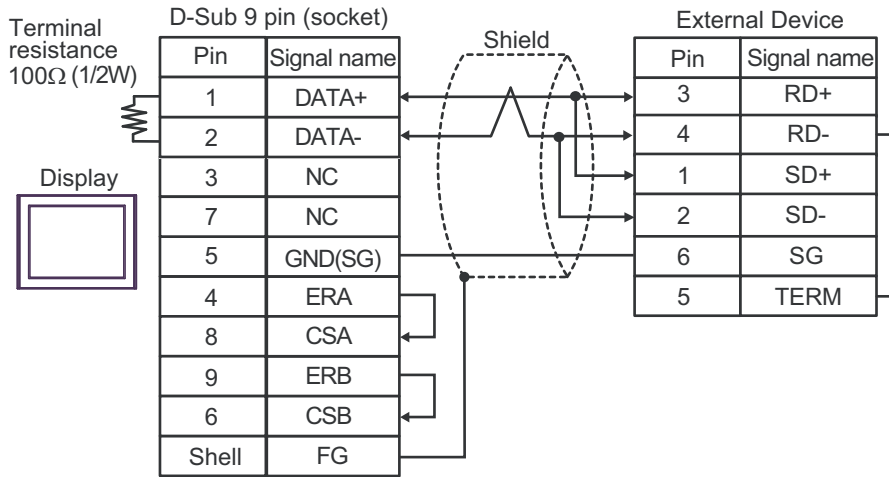 Terminal
resistance
100Ω (1/2W)
D-Sub 9 pin (socket)
Pin Signal name
1 DATA+
2 DATA-
3 NC
7 NC
5 GND(SG)
4 ERA
8 CSA
9 ERB
6 CSB
Shell FG
Display
Shield
External Device
Pin Signal name
3 RD+
4 RD-
1 SD+
2 SD-
6 SG
5 TERM